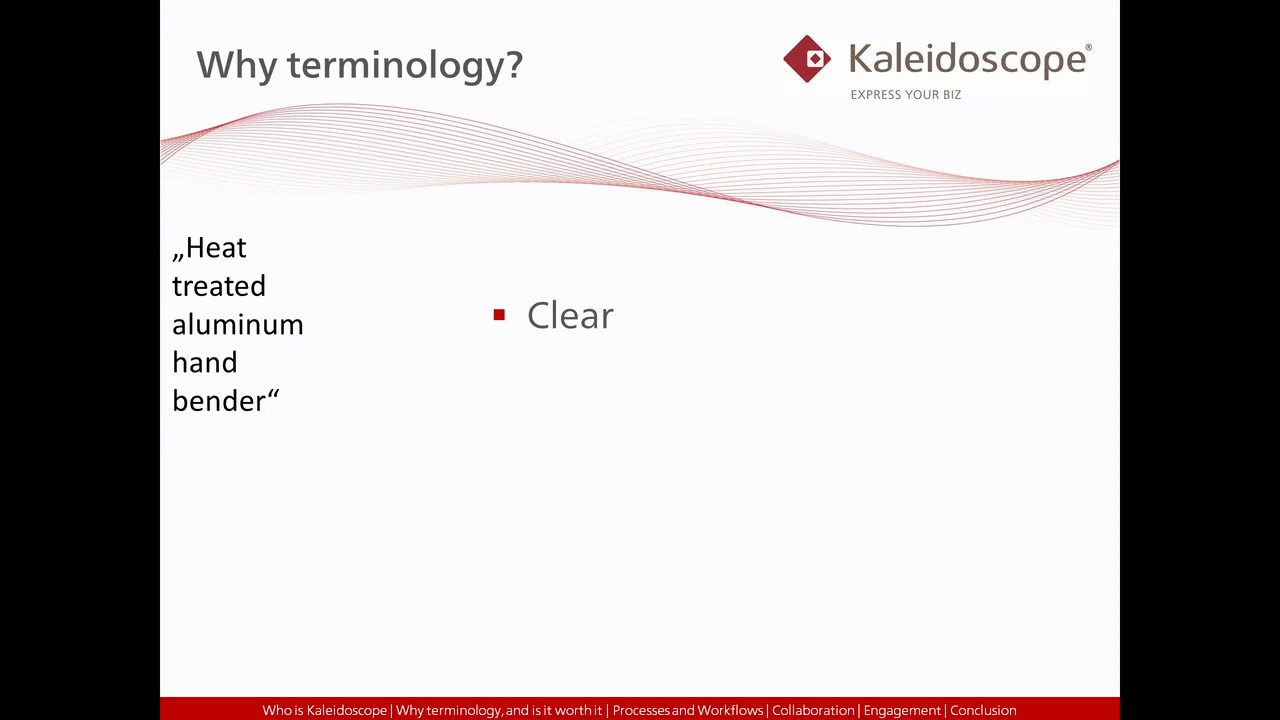 Why terminology?
Kaleidoscope®
EXPRESS YOUR BIZ
„Heat
treated
aluminum
hand
bender“
▪ Clear
Who is Kaleidoscope | Why terminology, and is it worth it | Processes and Workflows | Collaboration | Engagement | Conclusion